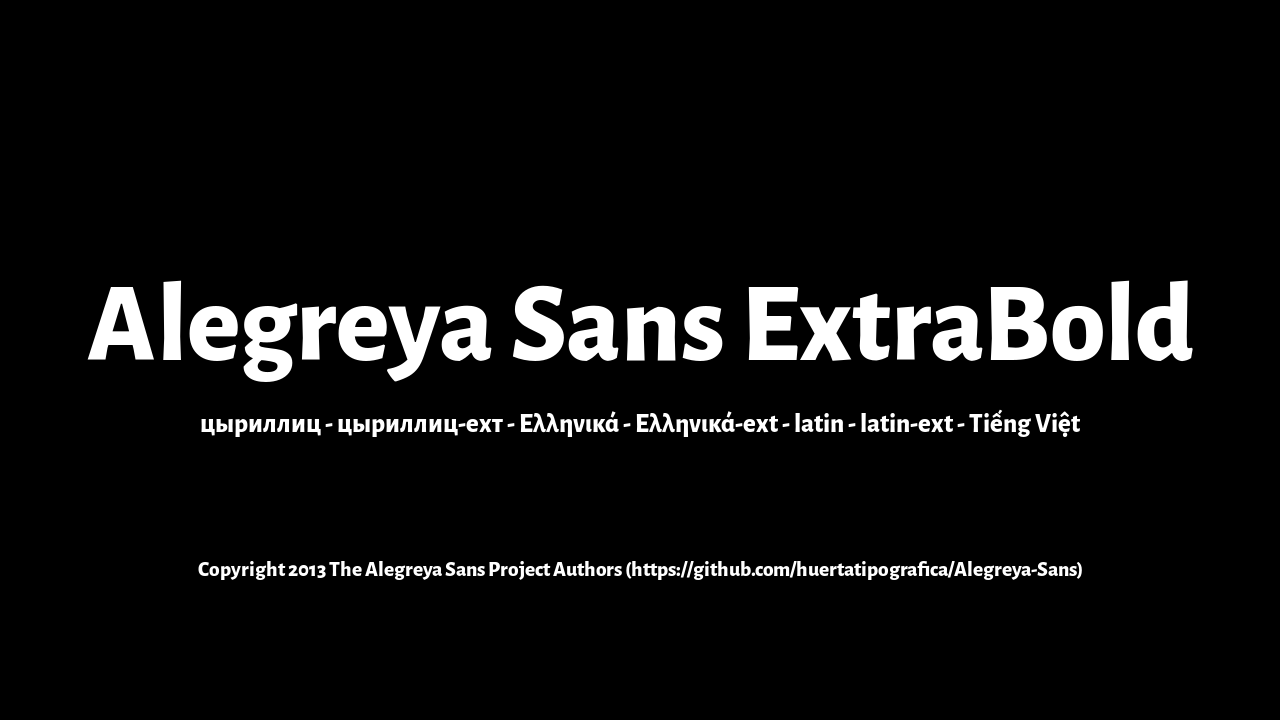 Alegreya Sans ExtraBold
цыриллиц - цыриллиц-ехт - Ελληνικά - Ελληνικά-ext - latin - latin-ext - Tiếng Việt
Copyright 2013 The Alegreya Sans Project Authors (https://github.com/huertatipografica/Alegreya-Sans)